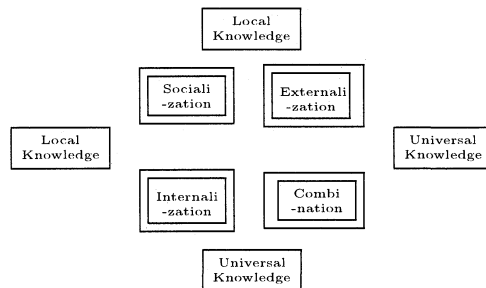 Local
Knowledge
Sociali
-zation
Externali
-zation
Local
Knowledge
Universal
Knowledge
Internali
-zation
Combi
-nation
Universal
Knowledge